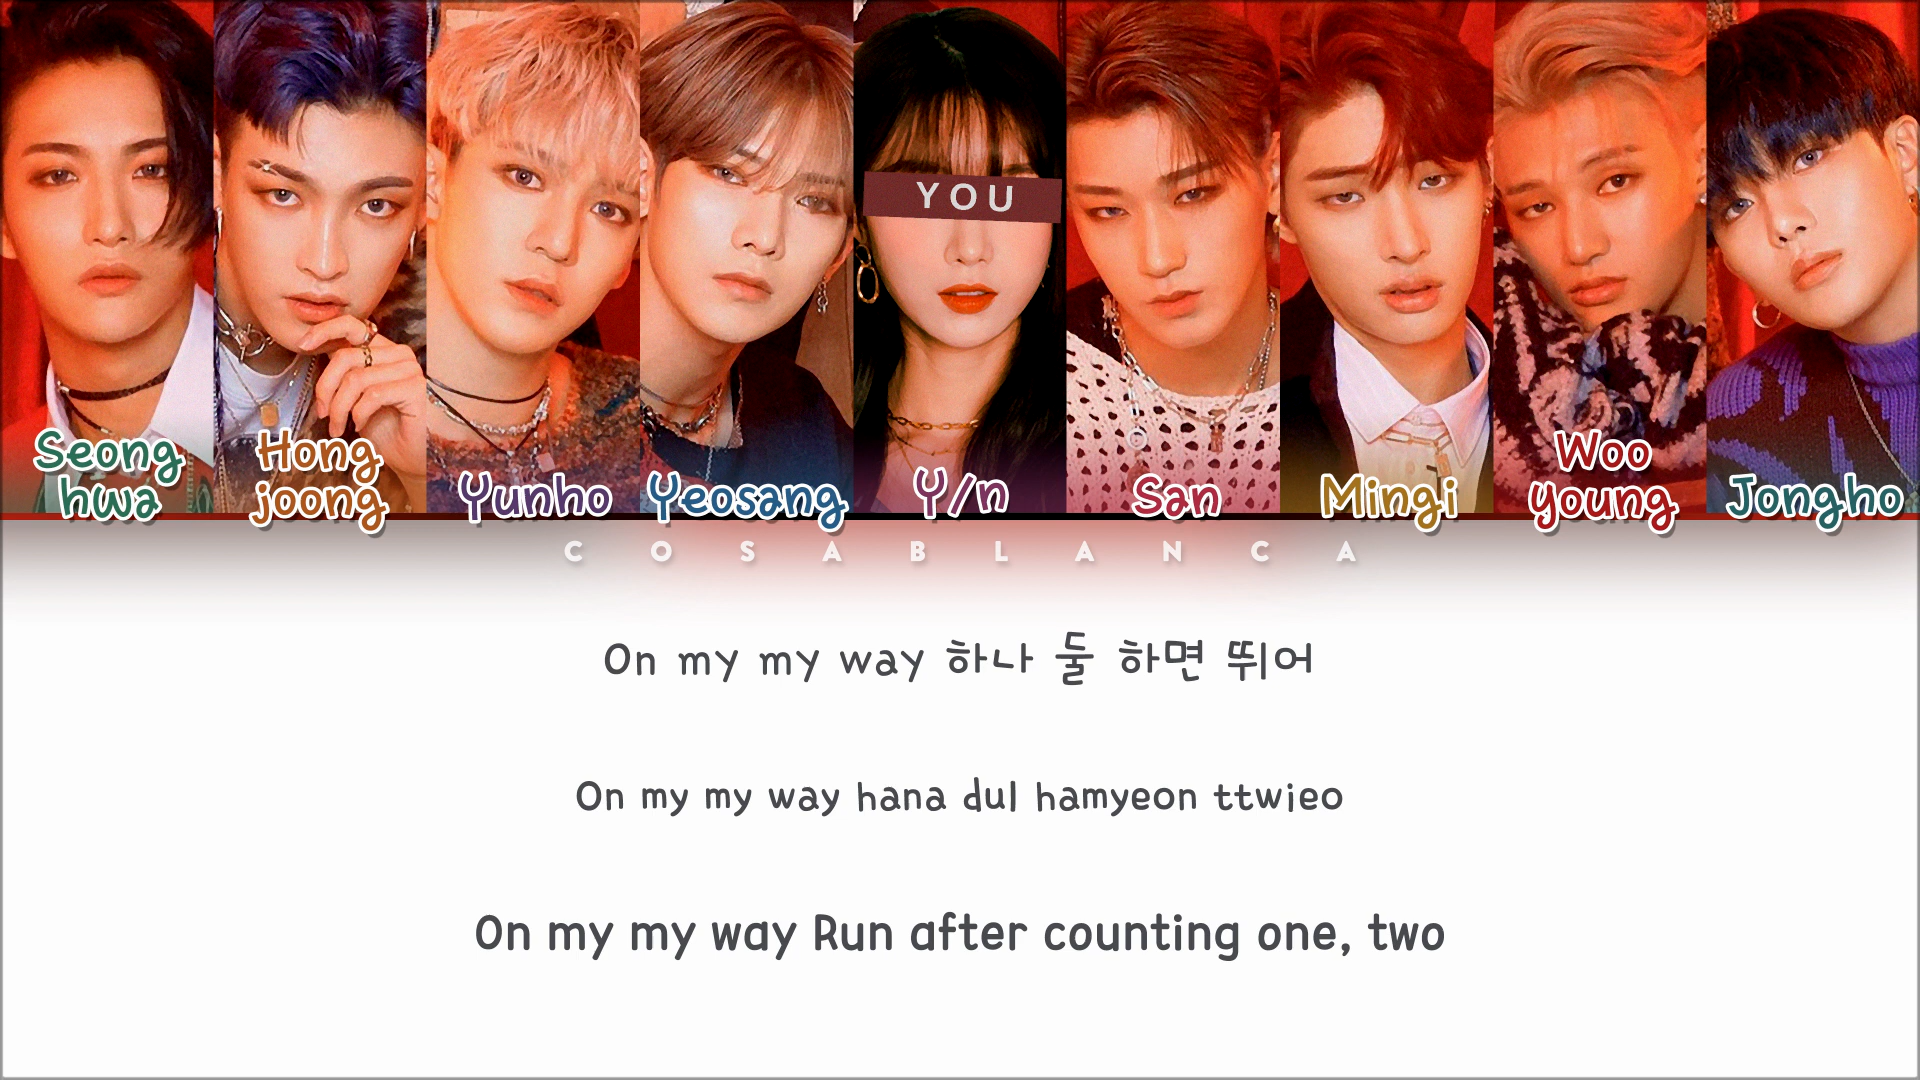 YOU
Seong
hwa
Hong
joong
Yunho
Yeosang
Y/n
San
Mingi
Woo
young
Jongho
COSABLANCA
On my my way 하나 둘 하면 뛰어
On my my way hana dul hamyeon ttwieo
On my my way Run after counting one, two